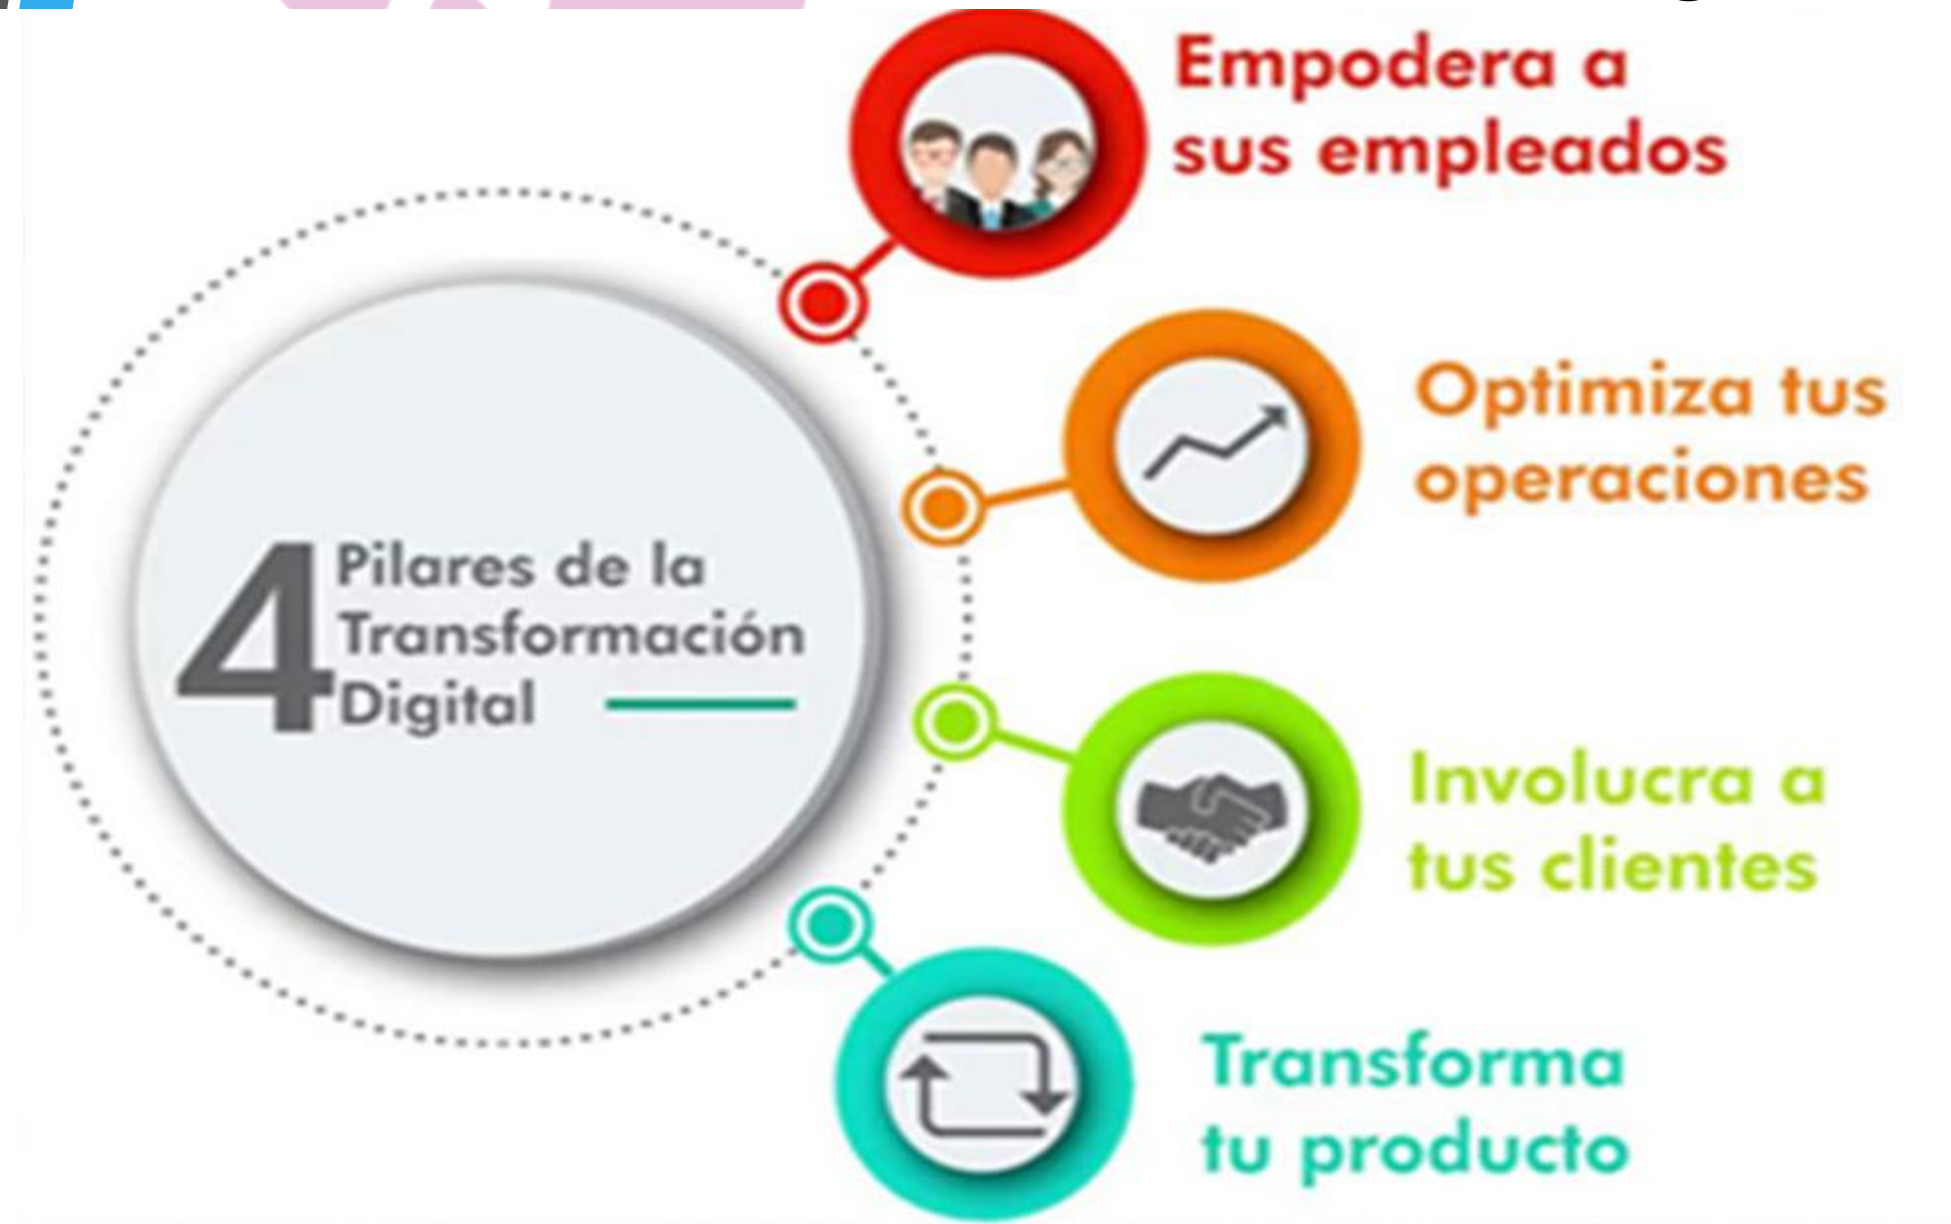 4
Pilares de la
Transformación
Digital
Empodera a
sus empleados
Optimiza tus
operaciones
Involucra a
tus clientes
Transforma
tu producto